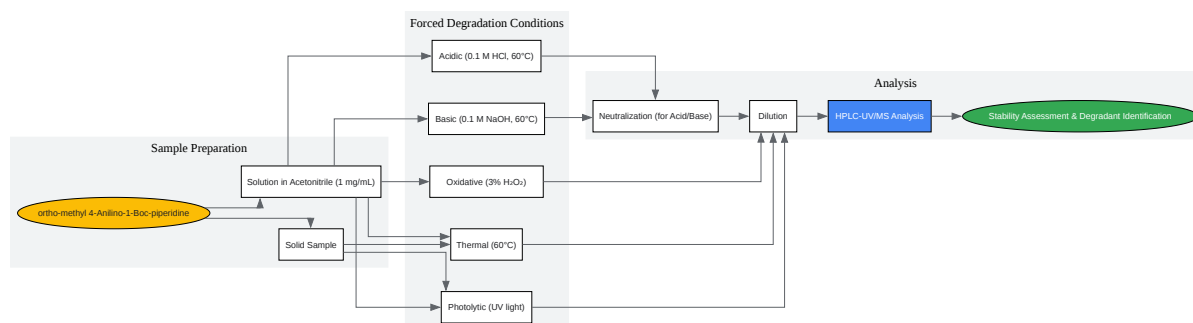 Forced Degradation Conditions
Acidic (0.1 M HCl, 60°C)
Analysis
Basic (0.1 M NaOH, 60°C)
Neutralization (for Acid/Base)
Dilution
HPLC-UV/MS Analysis
Stability Assessment & Degradant Identification
Sample Preparation
Solution in Acetonitrile (1 mg/mL)
Oxidative (3% H₂O₂)
ortho-methyl 4-Anilino-1-Boc-piperidine
Solid Sample
Thermal (60°C)
Photolytic (UV light)